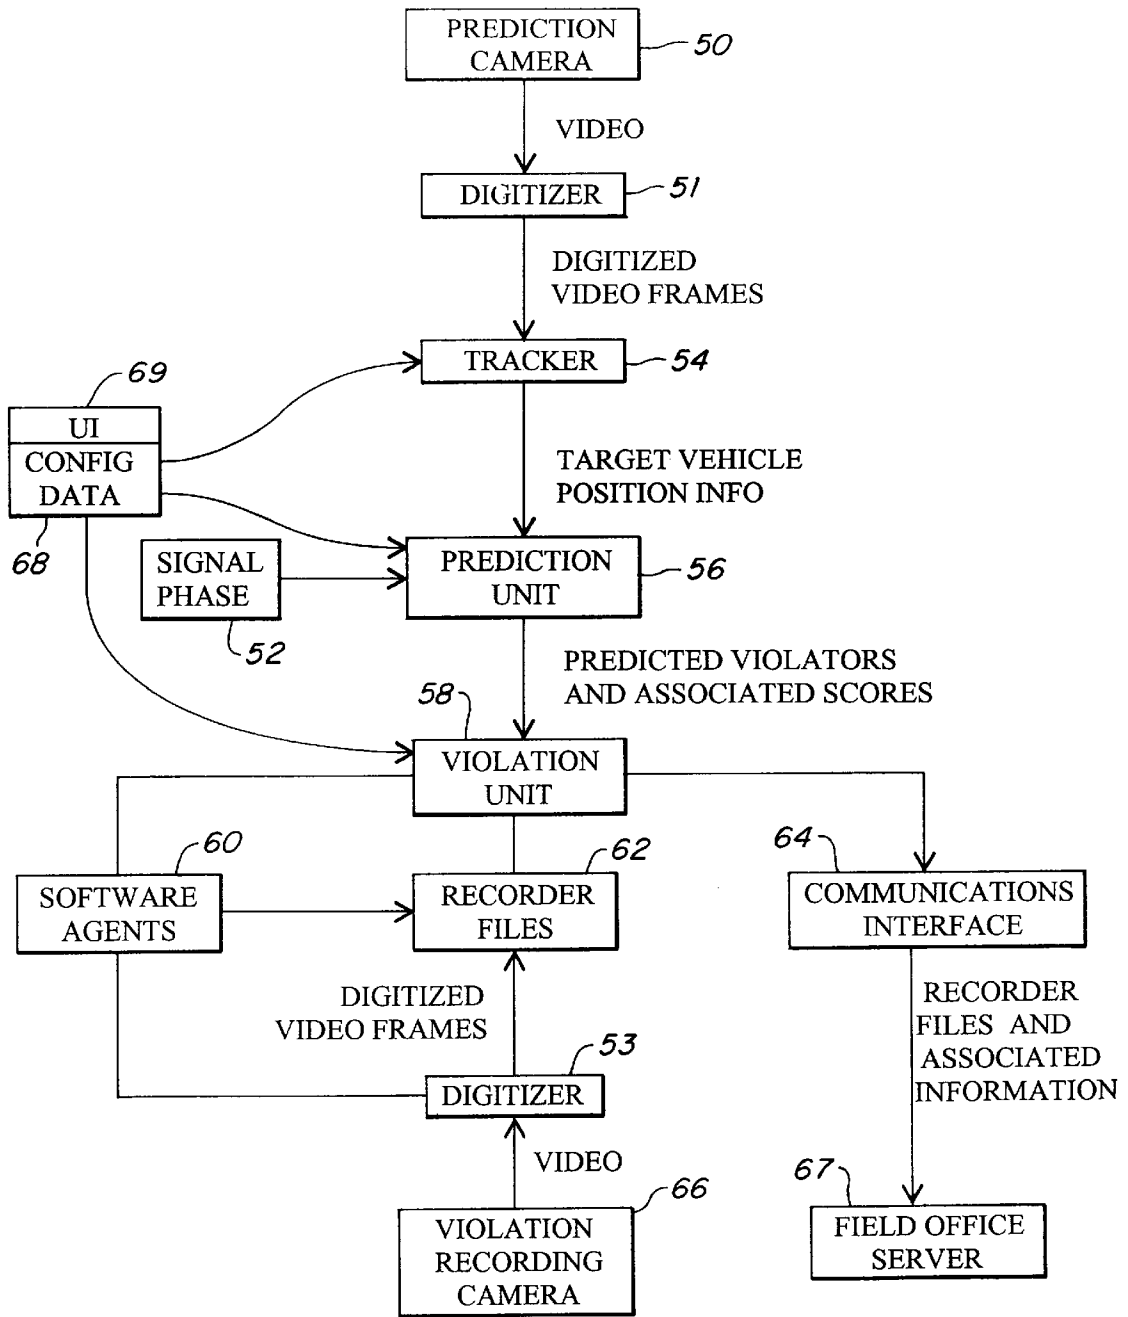 PREDICTION
CAMERA
50
VIDEO
DIGITIZER
51
DIGITIZED
VIDEO FRAMES
TRACKER
54
69
UI
CONFIG
DATA
68
TARGET VEHICLE
POSITION INFO
SIGNAL
PHASE
52
PREDICTION
UNIT
56
PREDICTED VIOLATORS
AND ASSOCIATED SCORES
58
VIOLATION
UNIT
60
SOFTWARE
AGENTS
62
RECORDER
FILES
64
COMMUNICATIONS
INTERFACE
DIGITIZED
VIDEO FRAMES
RECORDER
FILES AND
ASSOCIATED
INFORMATION
53
DIGITIZER
VIDEO
66
VIOLATION
RECORDING
CAMERA
67
FIELD OFFICE
SERVER